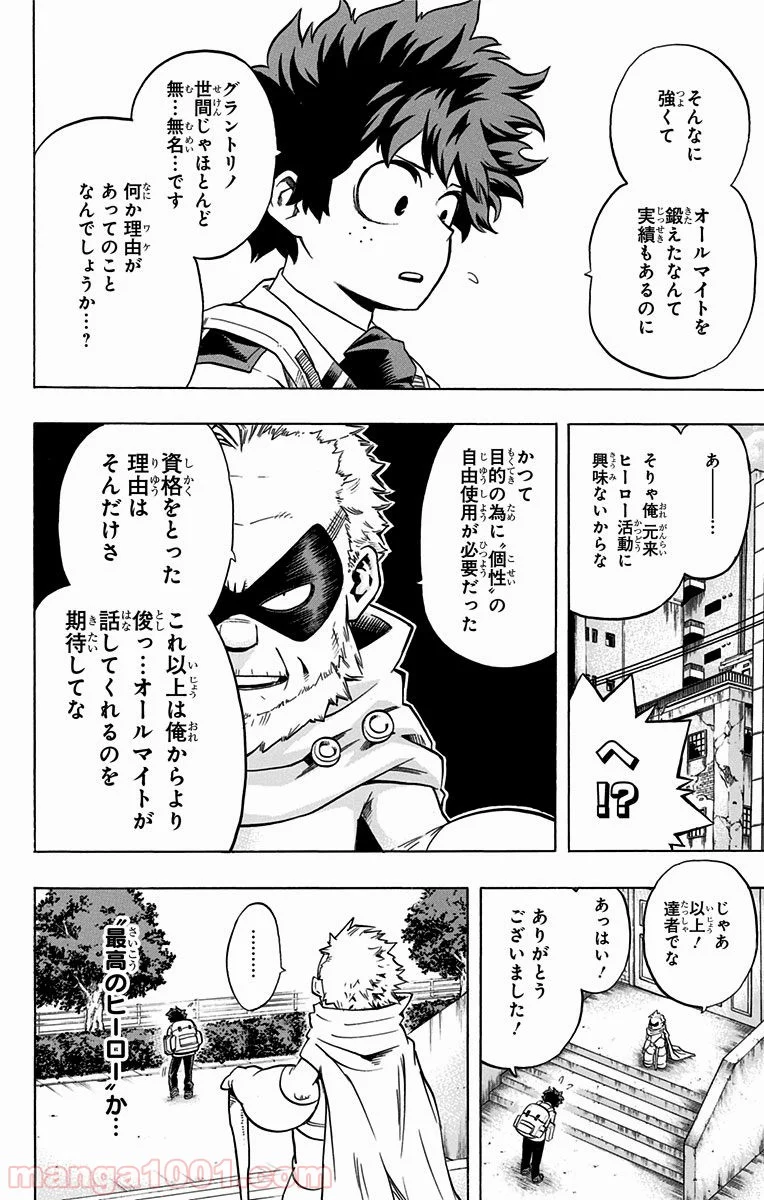 そんなに
強くて
オールマイトを
鍛えたなんて
実績もあるのに
グラントリノ
世間じゃほとんど
無…無名…です
何か理由が
あってのこと
なんでしょうか…?
あ――…
そりゃ俺 元来
ヒーロー活動に
興味ないからな
へ!?
かつて
目的の為に〝個性〟の
自由使用が必要だった
資格をとった
理由は
そんだけさ
これ以上は俺からより
俊っ…オールマイトが
話してくれるのを
期待してな
じゃあ
以上!
達者でな
あっはい!
ありがとう
ございました!
……!
〝最高のヒーロー〟か…
manga1001.com